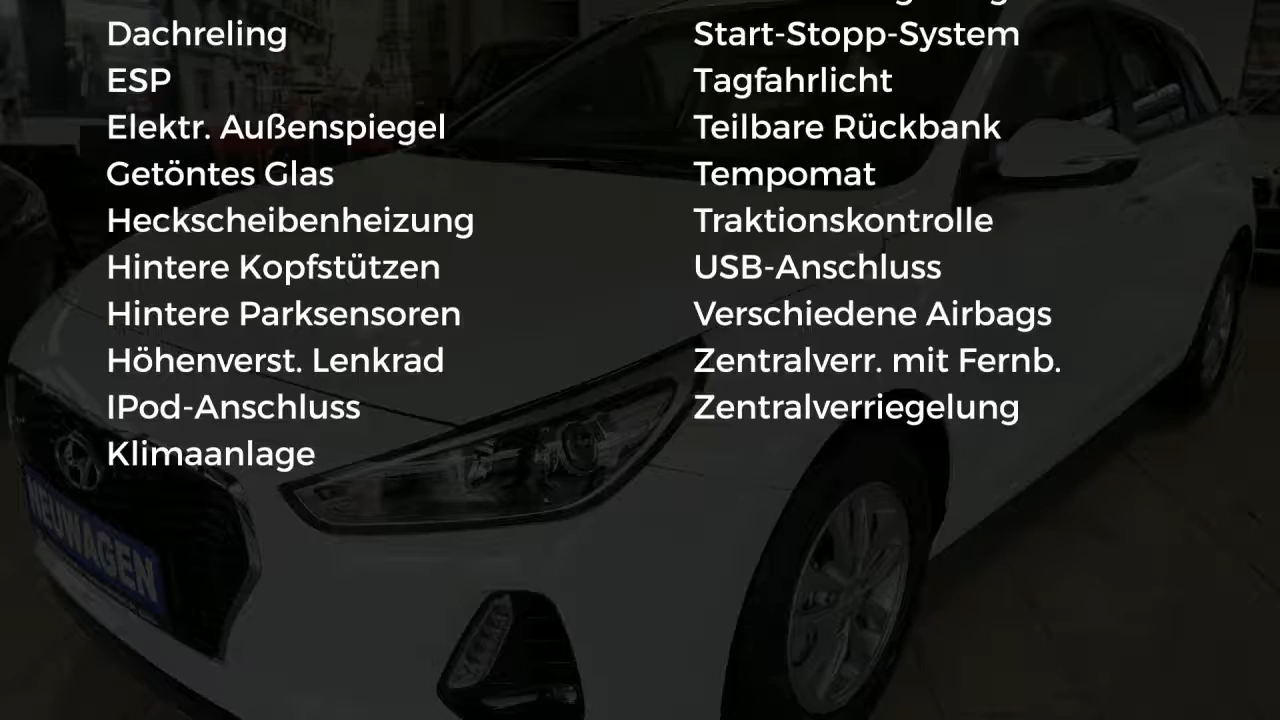 Dachreling
ESP
Elektr. Außenspiegel
Getöntes Glas
Heckscheibenheizung
Hintere Kopfstützen
Hintere Parksensoren
Höhenverst. Lenkrad
IPod-Anschluss
Klimaanlage
Start-Stopp-System
Tagfahrlicht
Teilbare Rückbank
Tempomat
Traktionskontrolle
USB-Anschluss
Verschiedene Airbags
Zentralverr. mit Fernb.
Zentralverriegelung
NEUWAGEN